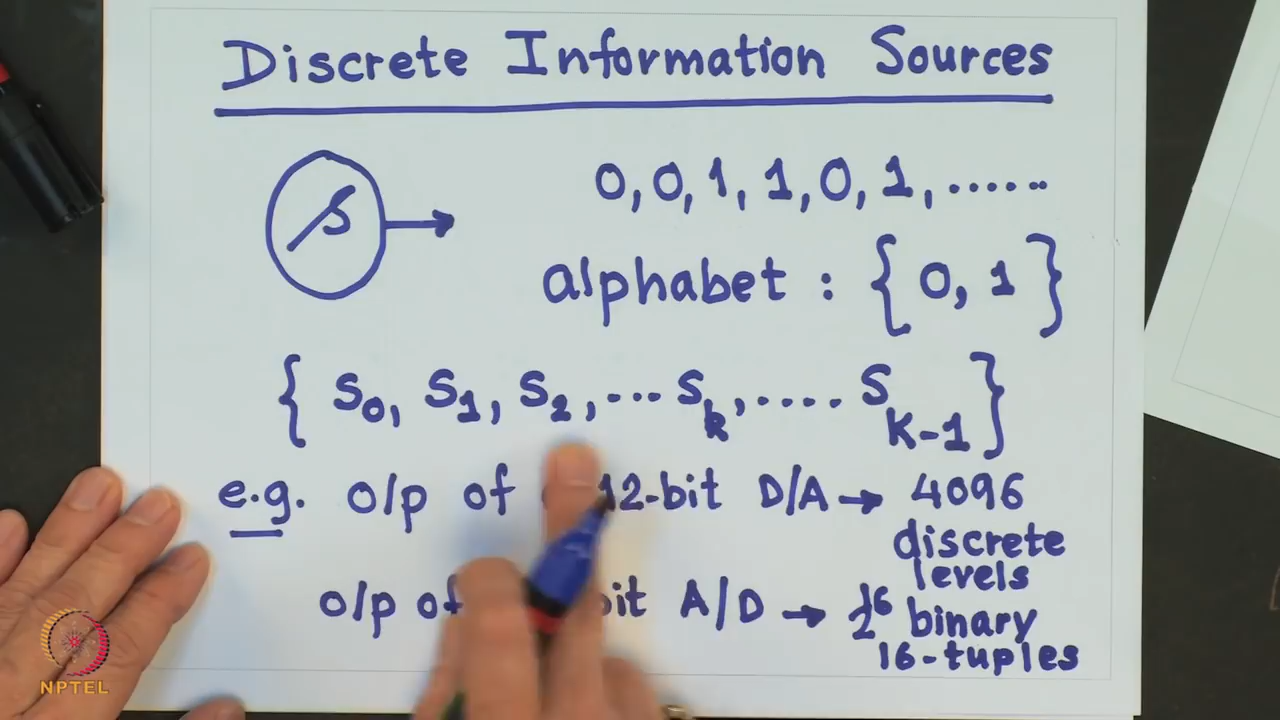 Discrete Information Sources
S
0, 0, 1, 1, 0, 1, ......
alphabet : { 0, 1 }
{ S0, S1, S2, ... Sk, .... SK-1 }
e.g. o/p of 12-bit D/A → 4096
discrete
levels
o/p of bit A/D → 2^16 binary
16-tuples
NPTEL